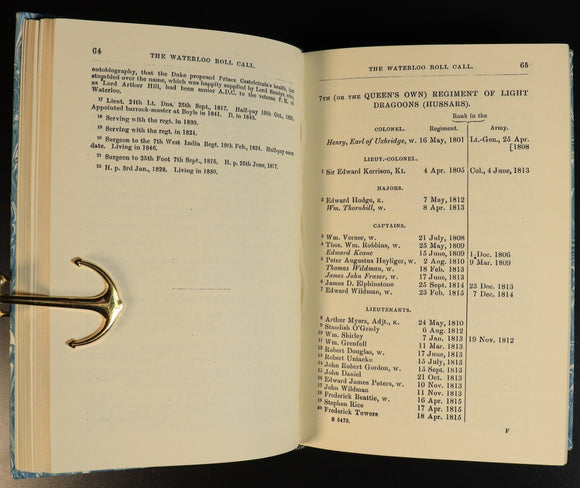 64
THE WATERLOO ROLL CALL.
autobiography, that the Duke proposed Prince Castelcicala's health, but
stumbled over the name, which was happily supplied by Lord Sandys, who,
as Lord Arthur Hill, had been senior A.D.C. to the veteran F.M. at
Waterloo.
17 Lieut. 24th Lt. Dns. 25th Sept., 1817. Half-pay 10th Oct., 1821.
Appointed barrack-master at Boyle in 1841. D. in 1843.
18 Serving with the regt. in 1830.
19 Serving with the regt. in 1824.
20 Surgeon to the 7th West India Regt. 19th Feb., 1824. Half-pay same
date. Living in 1846.
21 Surgeon to 25th Foot 7th Sept., 1815. H. p. 25th June, 1817.
22 H. p. 3rd Jan., 1828. Living in 1830.
THE WATERLOO ROLL CALL.
65
7TH (OR THE QUEEN'S OWN) REGIMENT OF LIGHT
DRAGOONS (HUSSARS).
Rank in the
COLONEL. Regiment. Army.
Henry, Earl of Uxbridge, w. 16 May, 1801 Lt.-Gen., 25 Apr.
[1808
LIEUT.-COLONEL.
1 Sir Edward Kerrison, Kt. 4 Apr. 1805 Col., 4 June, 1813
MAJORS.
2 Edward Hodge, K. 7 May, 1812
Wm. Thornhill, w. 8 Apr. 1813
CAPTAINS.
3 Wm. Verner, w. 21 July, 1808
4 Thos. Wm. Robbins, w. 25 May, 1809
Edward Keane 15 June, 1809 1 Dec. 1806
5 Peter Augustus Heyliger, w. 2 Aug. 1810 9 Mar. 1809
Thomas Wildman, w. 18 Feb. 1813
James John Fraser, w. 17 June, 1813
6 James D. Elphinstone 25 Sept. 1814 23 Dec. 1813
7 Edward Wildman, w. 23 Feb. 1815 7 Dec. 1814
LIEUTENANTS.
8 Arthur Myers, Adjt., K. 24 May, 1810
9 Standish O'Grady 6 Aug. 1812
10 Wm. Shirley 7 Jan. 1813 19 Nov. 1812
11 Wm. Grenfell 11 Mar. 1813
12 Robert Douglas, w. 17 June, 1813
13 Robert Uniacke 15 July, 1813
14 John Robert Gordon, w. 15 Sept. 1813
15 John Daniel 21 Oct. 1813
16 Edward James Peters, w. 10 Nov. 1813
17 John Wildman 11 Nov. 1813
18 Frederick Beattie, w. 16 Apr. 1815
19 Stephen Rice 17 Apr. 1815
20 Frederick Towers 18 Apr. 1815
S 5473. F